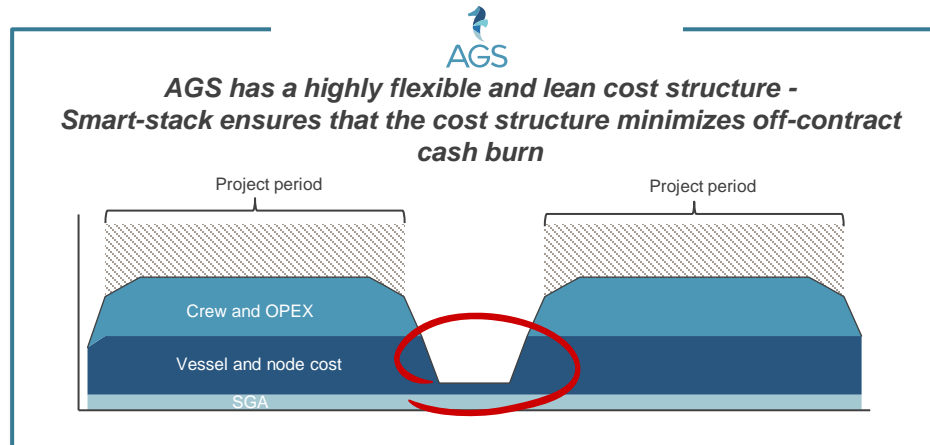 AGS
AGS has a highly flexible and lean cost structure -
Smart-stack ensures that the cost structure minimizes off-contract
cash burn
Project period
Project period
Crew and OPEX
Vessel and node cost
SGA